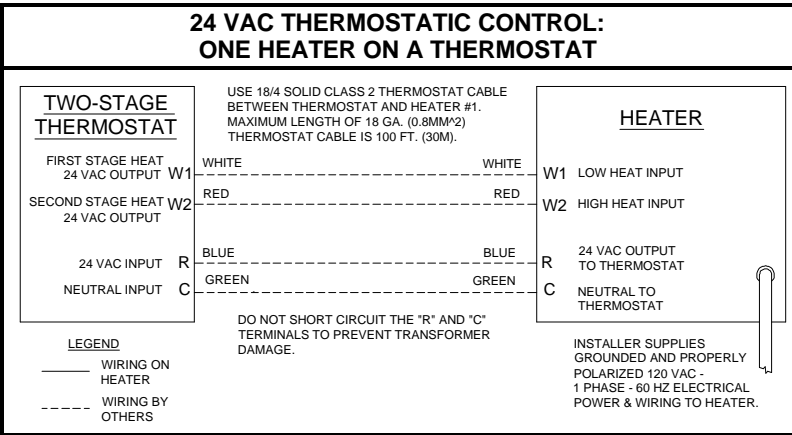 24 VAC THERMOSTATIC CONTROL:
ONE HEATER ON A THERMOSTAT
TWO-STAGE
THERMOSTAT
USE 18/4 SOLID CLASS 2 THERMOSTAT CABLE
BETWEEN THERMOSTAT AND HEATER #1.
MAXIMUM LENGTH OF 18 GA. (0.8MM^2)
THERMOSTAT CABLE IS 100 FT. (30M).
HEATER
FIRST STAGE HEAT
24 VAC OUTPUT W1
WHITE WHITE
W1 LOW HEAT INPUT
SECOND STAGE HEAT W2
24 VAC OUTPUT
RED RED
W2 HIGH HEAT INPUT
24 VAC INPUT R
BLUE BLUE
R 24 VAC OUTPUT
TO THERMOSTAT
NEUTRAL INPUT C
GREEN GREEN
C NEUTRAL TO
THERMOSTAT
DO NOT SHORT CIRCUIT THE "R" AND "C"
TERMINALS TO PREVENT TRANSFORMER
DAMAGE.
LEGEND
WIRING ON
HEATER
WIRING BY
OTHERS
INSTALLER SUPPLIES
GROUNDED AND PROPERLY
POLARIZED 120 VAC -
1 PHASE - 60 HZ ELECTRICAL
POWER & WIRING TO HEATER.